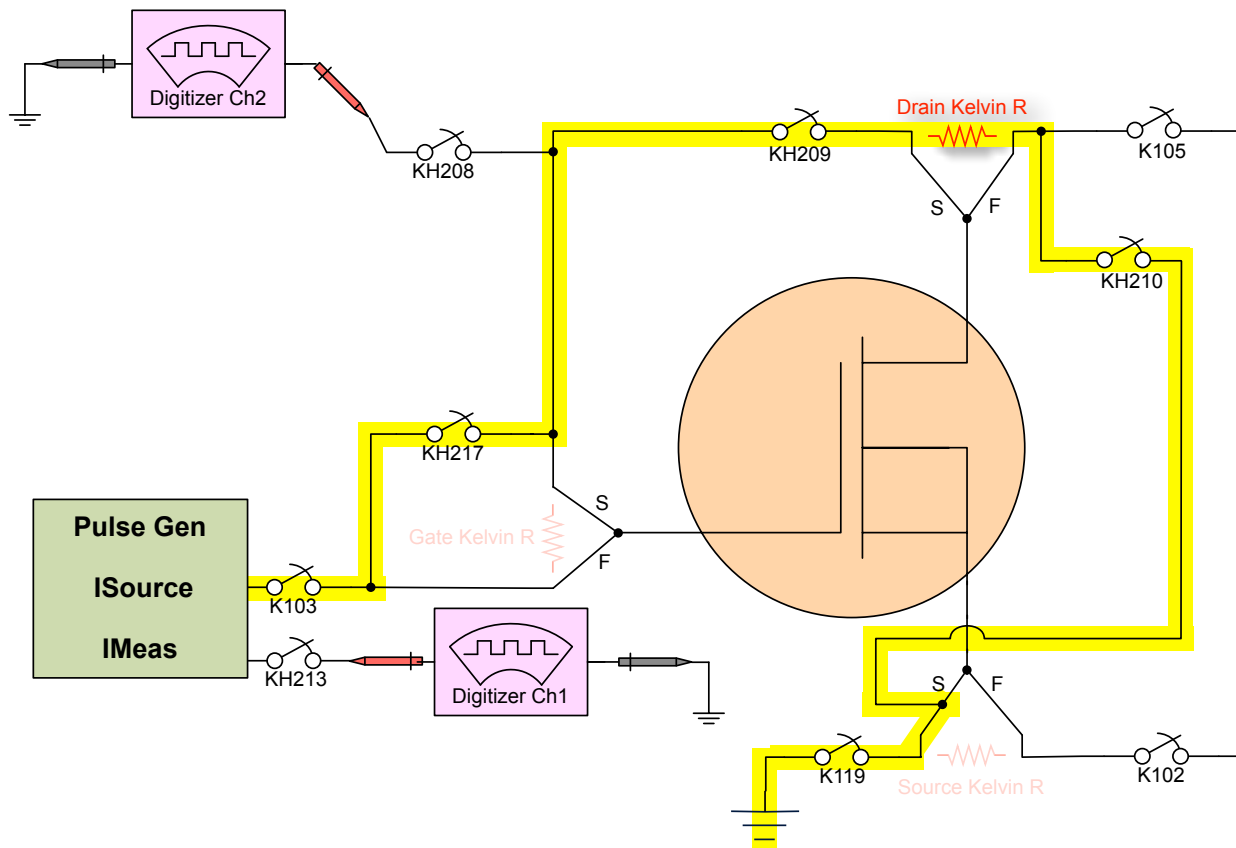 Digitizer Ch2
KH208
KH209
Drain Kelvin R
K105
S
F
KH210
KH217
S
Gate Kelvin R
F
Pulse Gen
ISource
IMeas
K103
KH213
Digitizer Ch1
S
F
K119
Source Kelvin R
K102